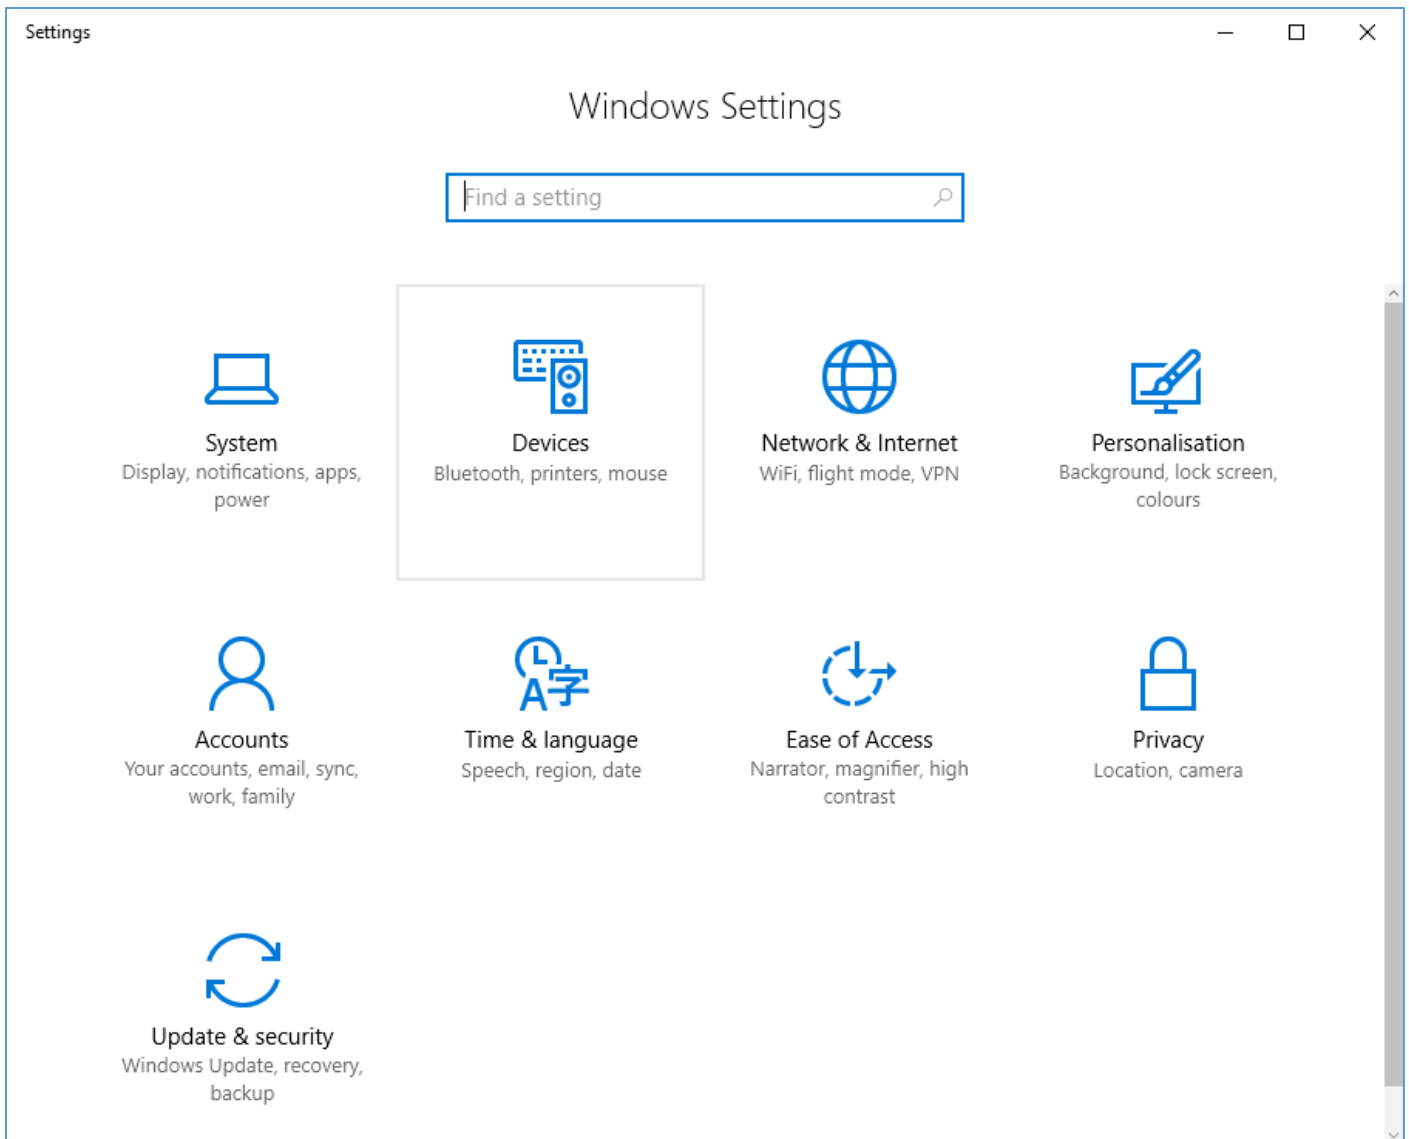 Settings
Windows Settings
Find a setting
System
Display, notifications, apps,
power
Devices
Bluetooth, printers, mouse
Network & Internet
WiFi, flight mode, VPN
Personalisation
Background, lock screen,
colours
A字
Accounts
Your accounts, email, sync,
work, family
Time & language
Speech, region, date
Ease of Access
Narrator, magnifier, high
contrast
Privacy
Location, camera
Update & security
Windows Update, recovery,
backup